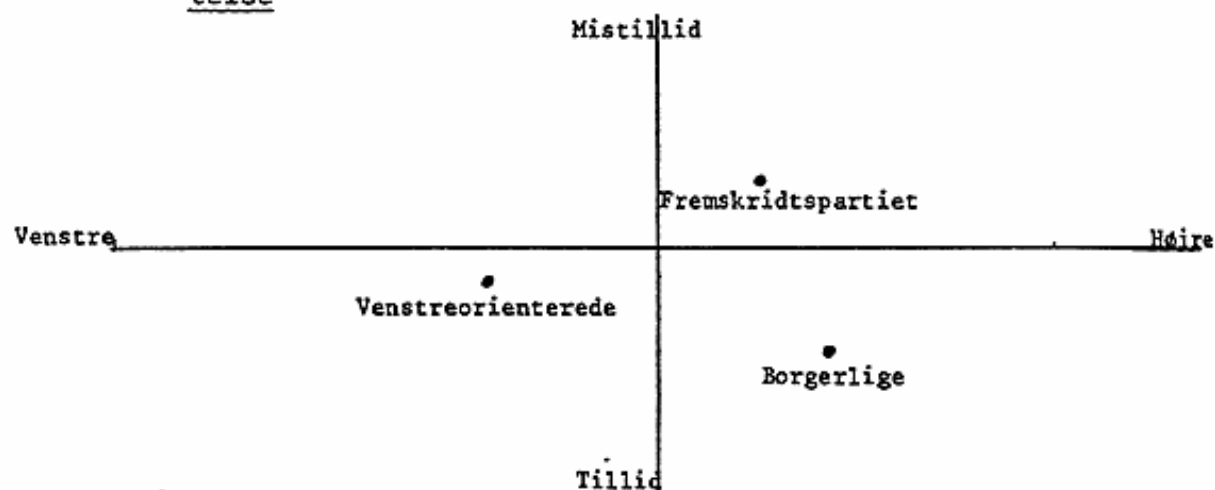 Mistillid
Fremskridtspartiet
Venstre
Højre
Venstreorienterede
Borgerlige
Tillid